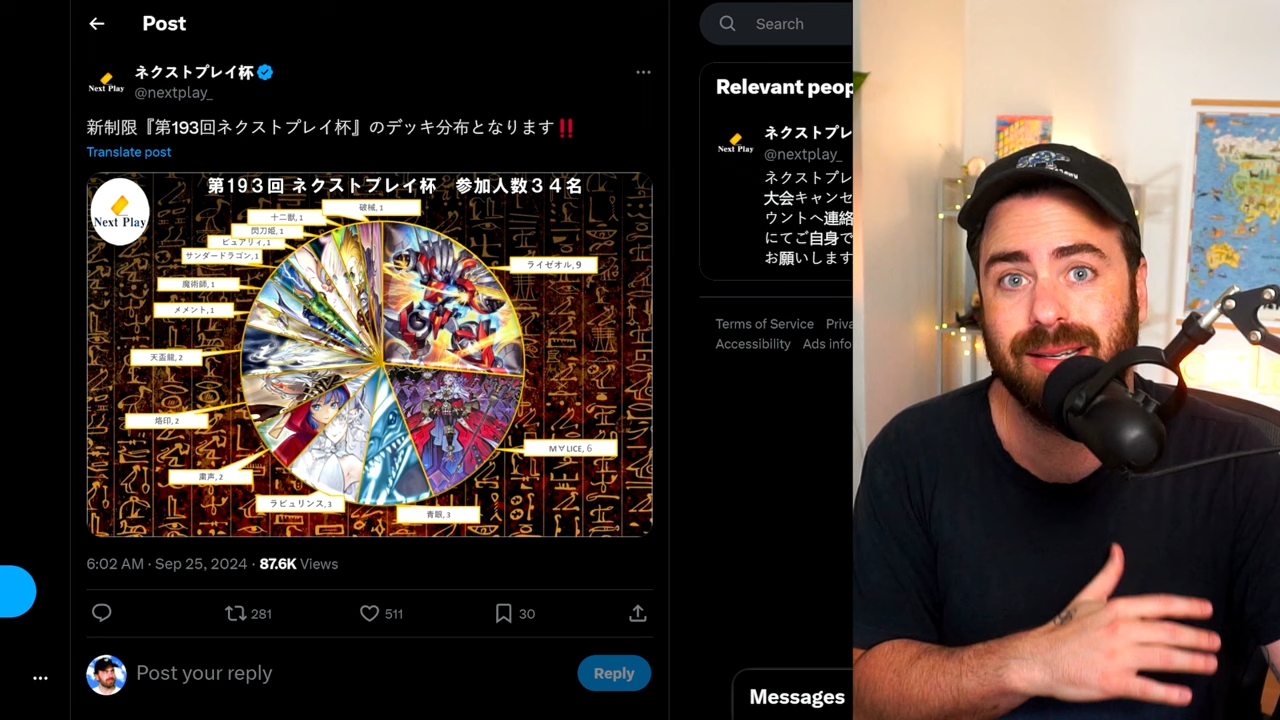 Post
Search
ネクストプレイ杯
@nextplay_
Next Play
新制限『第193回ネクストプレイ杯』のデッキ分布となります‼
Translate post
第193回 ネクストプレイ杯 参加人数34名
Next Play
破械, 1
十二獣, 1
閃刀姫, 1
ピュアリィ, 1
サンダードラゴン, 1
魔術師, 1
メメント, 1
天盃龍, 2
烙印, 2
粛声, 2
ラビュリンス, 3
青眼, 3
M∀LICE, 6
ライゼオル, 9
6:02 AM · Sep 25, 2024 · 87.6K Views
281
511
30
Post your reply
Reply
Relevant peop
ネクストプレ
@nextplay_
Next Play
ネクストプレ
大会キャンセ
ウントへ連絡
にてご自身で
お願いします
Terms of Service Priva
Accessibility Ads info
Messages